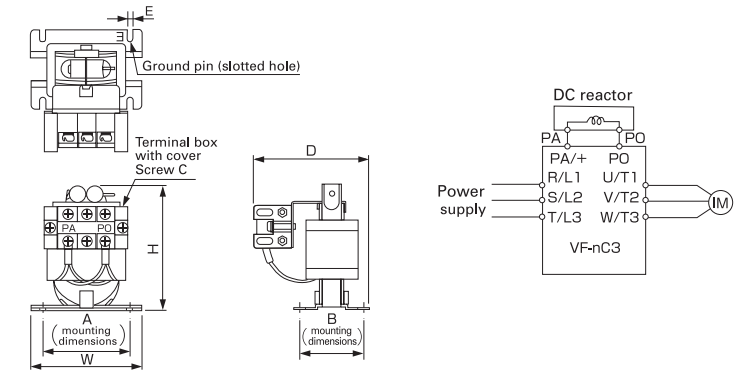 E
E
Ground pin (slotted hole)
Terminal box
with cover
Screw C
PA PO
H
A
(mounting
dimensions)
W
D
B
(mounting
dimensions)
DC reactor
PA PO
PA/+ PO
R/L1 U/T1
Power
supply
S/L2 V/T2
T/L3 W/T3
IM
VF-nC3